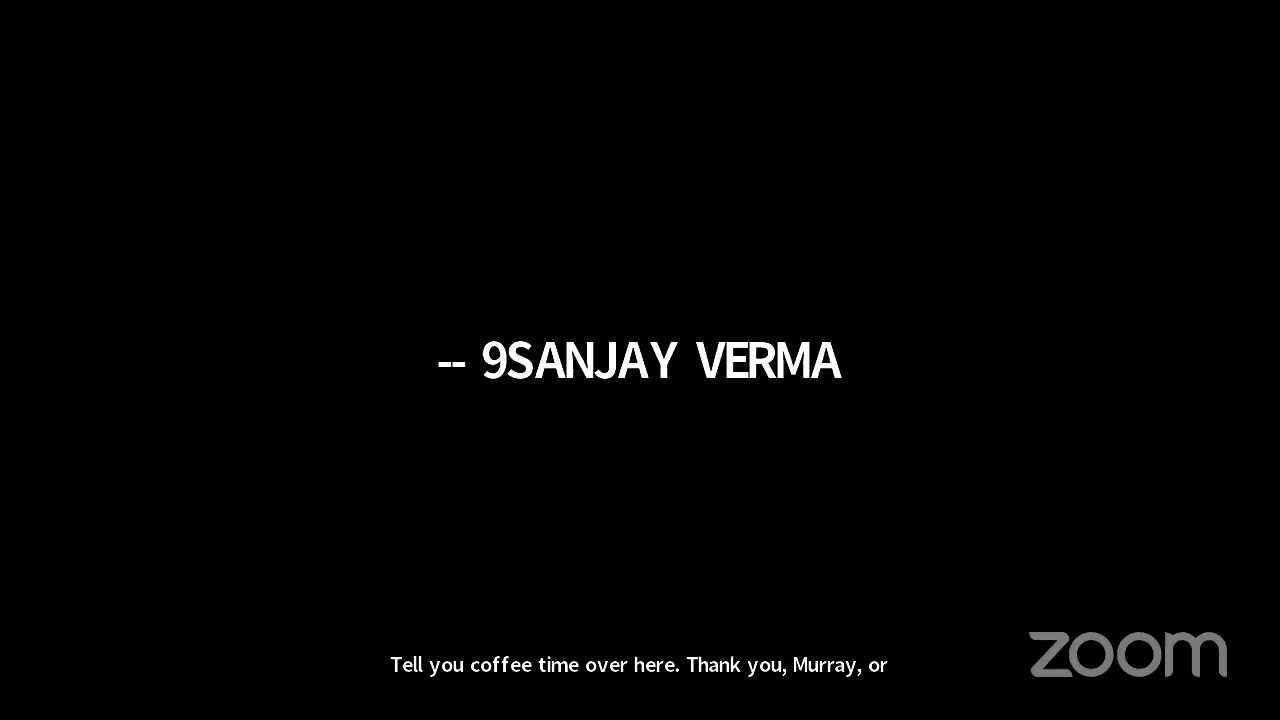 -- 9SANJAY VERMA
Tell you coffee time over here. Thank you, Murray, or
zoom